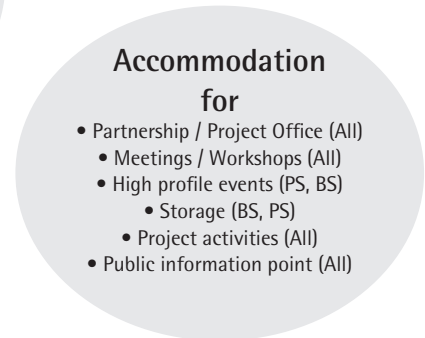 Accommodation
for
• Partnership / Project Office (All)
• Meetings / Workshops (All)
• High profile events (PS, BS)
• Storage (BS, PS)
• Project activities (All)
• Public information point (All)